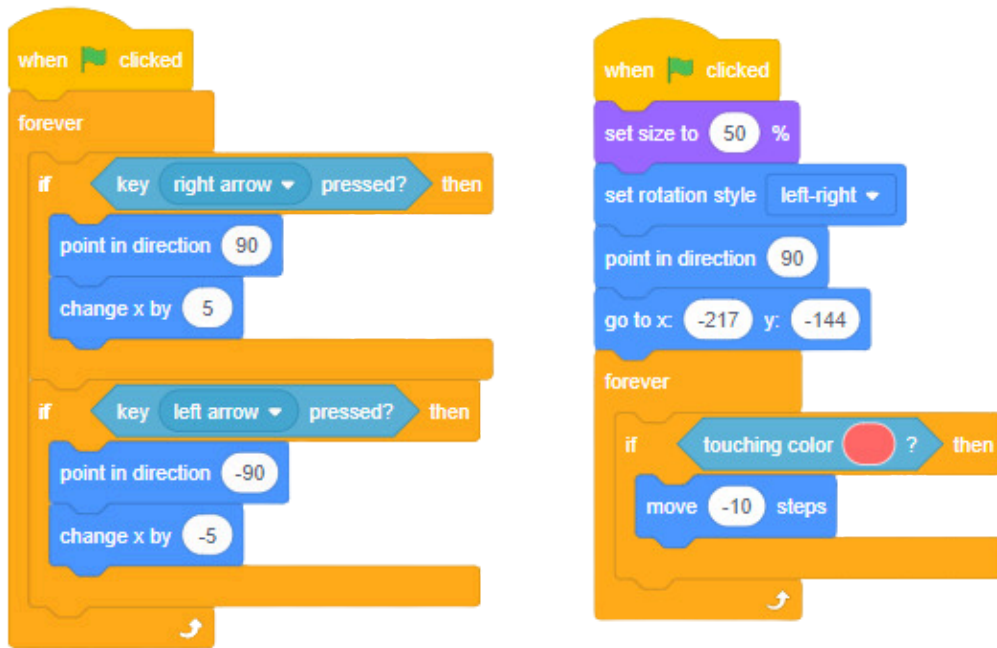 when clicked
forever
if key right arrow pressed? then
point in direction 90
change x by 5
if key left arrow pressed? then
point in direction -90
change x by -5
when clicked
set size to 50 %
set rotation style left-right
point in direction 90
go to x: -217 y: -144
forever
if touching color ? then
move -10 steps